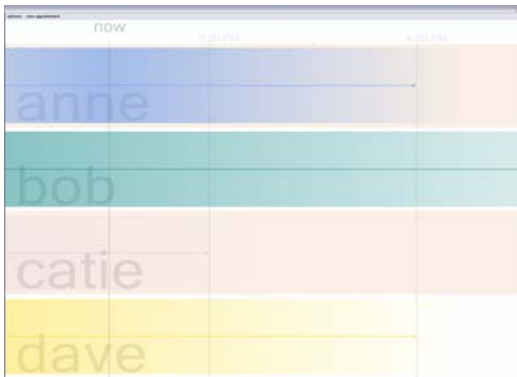 options new appointment
now
3:00 PM 4:00 PM
anne
bob
catie
dave